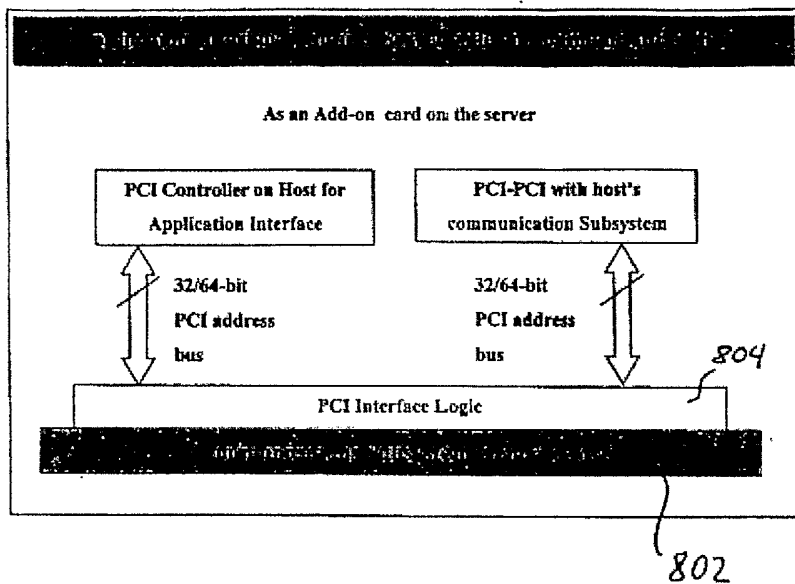 As an Add-on card on the server
PCI Controller on Host for
Application Interface
PCI-PCI with host's
communication Subsystem
32/64-bit
PCI address
bus
32/64-bit
PCI address
bus
804
PCI Interface Logic
802